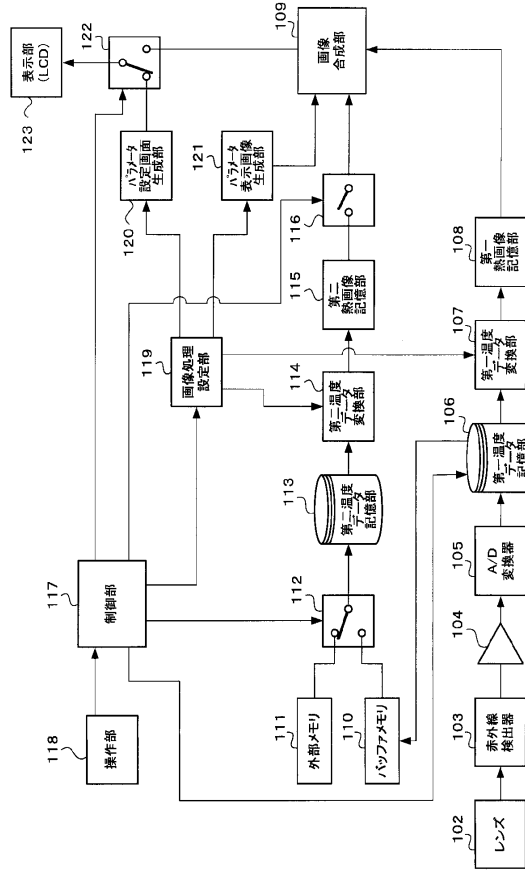 表示部
(LCD)
123
122
画像
合成部
109
パラメータ
設定画面
生成部
120
パラメータ
表示画像
生成部
121
116
第二
熱画像
記憶部
115
第一
熱画像
記憶部
108
画像処理
設定部
119
第二温度
データ
変換部
114
第一温度
データ
変換部
107
第二温度
データ
記憶部
113
第一温度
データ
記憶部
106
制御部
117
112
A/D
変換器
105
104
操作部
118
外部メモリ
111
バッファメモリ
110
赤外線
検出器
103
レンズ
102